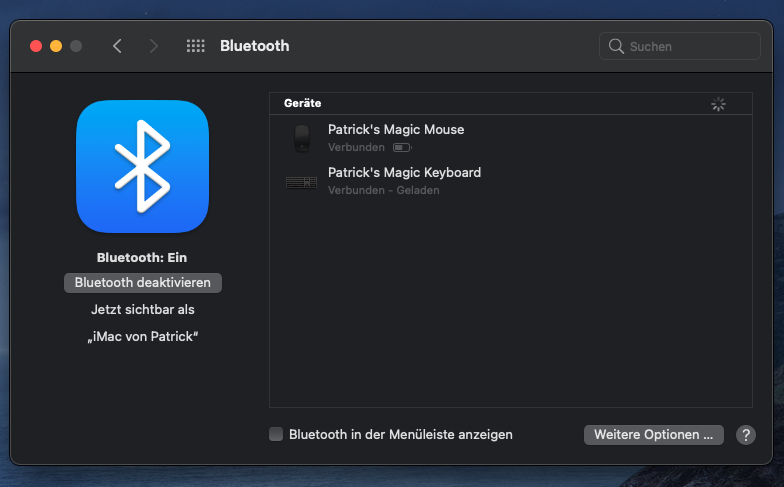 Bluetooth
Suchen
Geräte
Patrick's Magic Mouse
Verbunden
Patrick's Magic Keyboard
Verbunden - Geladen
Bluetooth: Ein
Bluetooth deaktivieren
Jetzt sichtbar als
„iMac von Patrick“
Bluetooth in der Menüleiste anzeigen
Weitere Optionen ...
?